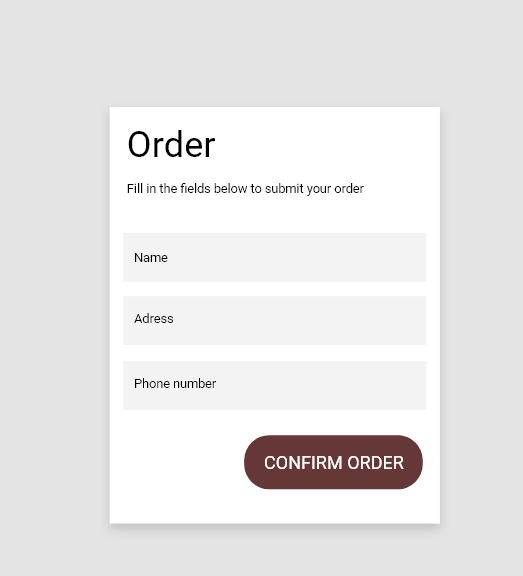 Order
Fill in the fields below to submit your order
Name
Adress
Phone number
CONFIRM ORDER